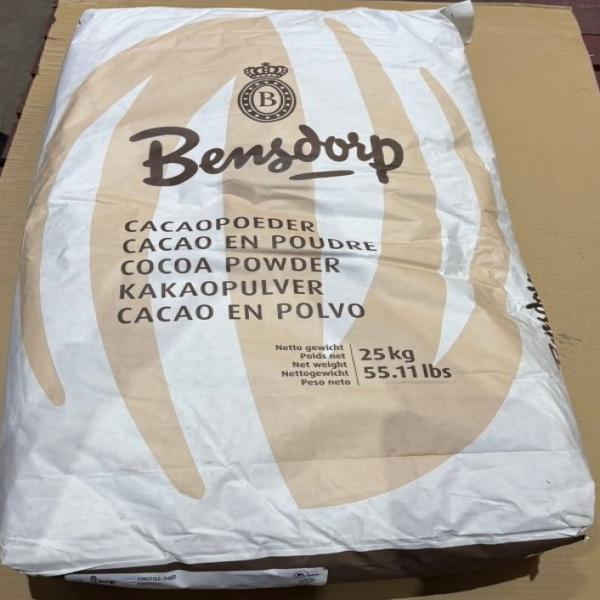 B
Bensdorp
CACAOPOEDER
CACAO EN POUDRE
COCOA POWDER
KAKAOPULVER
CACAO EN POLVO
Netto gewicht
Poids net
Net weight
Nettogewicht
Peso neto
25 kg
55.11 lbs
Bensdorp